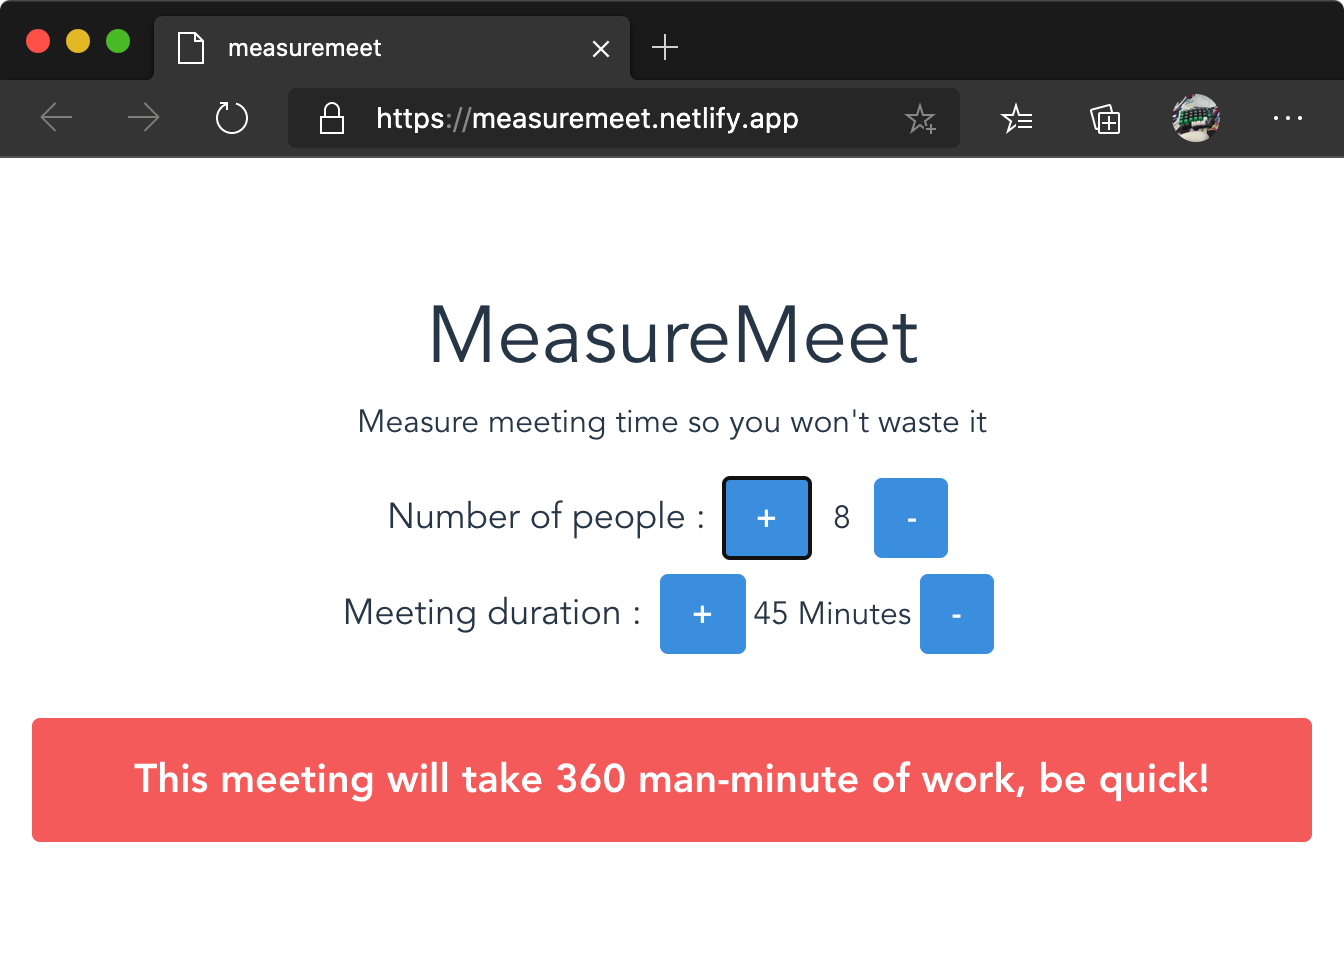 measuremeet
https://measuremeet.netlify.app
MeasureMeet
Measure meeting time so you won't waste it
Number of people : + 8 -
Meeting duration : + 45 Minutes -
This meeting will take 360 man-minute of work, be quick!